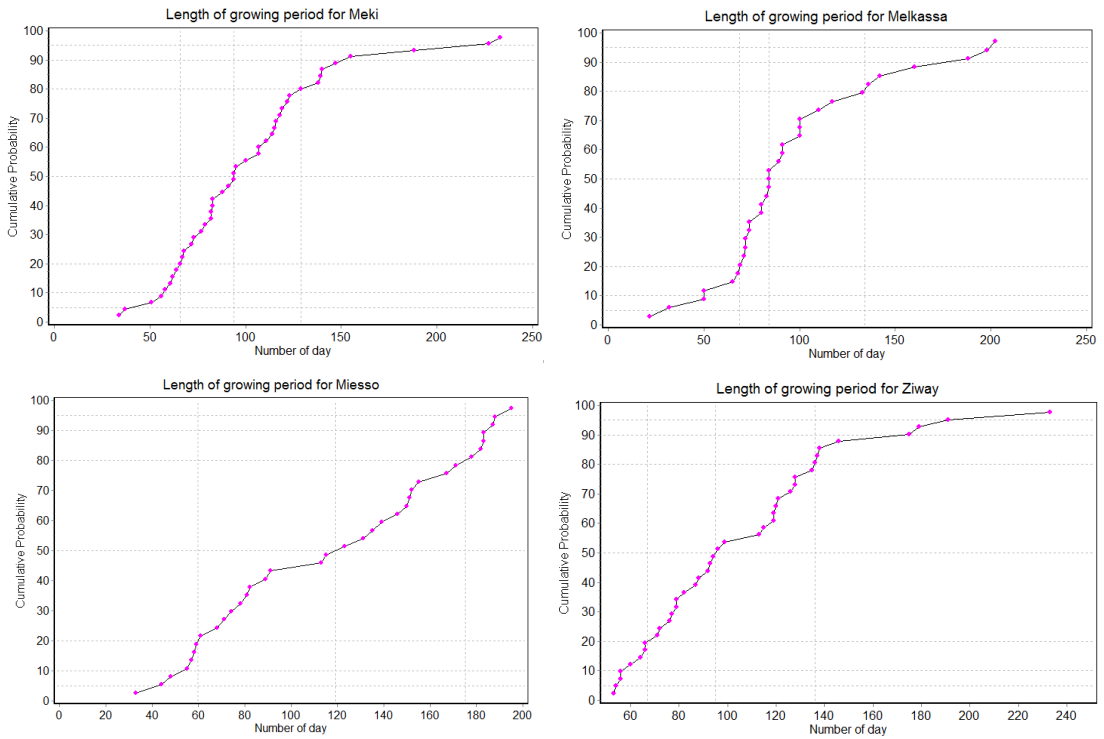 Length of growing period for Meki
Cumulative Probability
100
90
80
70
60
50
40
30
20
10
0
0 50 100 150 200 250
Number of day
Length of growing period for Melkassa
Cumulative Probability
100
90
80
70
60
50
40
30
20
10
0
0 50 100 150 200 250
Number of day
Length of growing period for Miesso
Cumulative Probability
100
90
80
70
60
50
40
30
20
10
0
0 20 40 60 80 100 120 140 160 180 200
Number of day
Length of growing period for Ziway
Cumulative Probability
100
90
80
70
60
50
40
30
20
10
0
60 80 100 120 140 160 180 200 220 240
Number of day